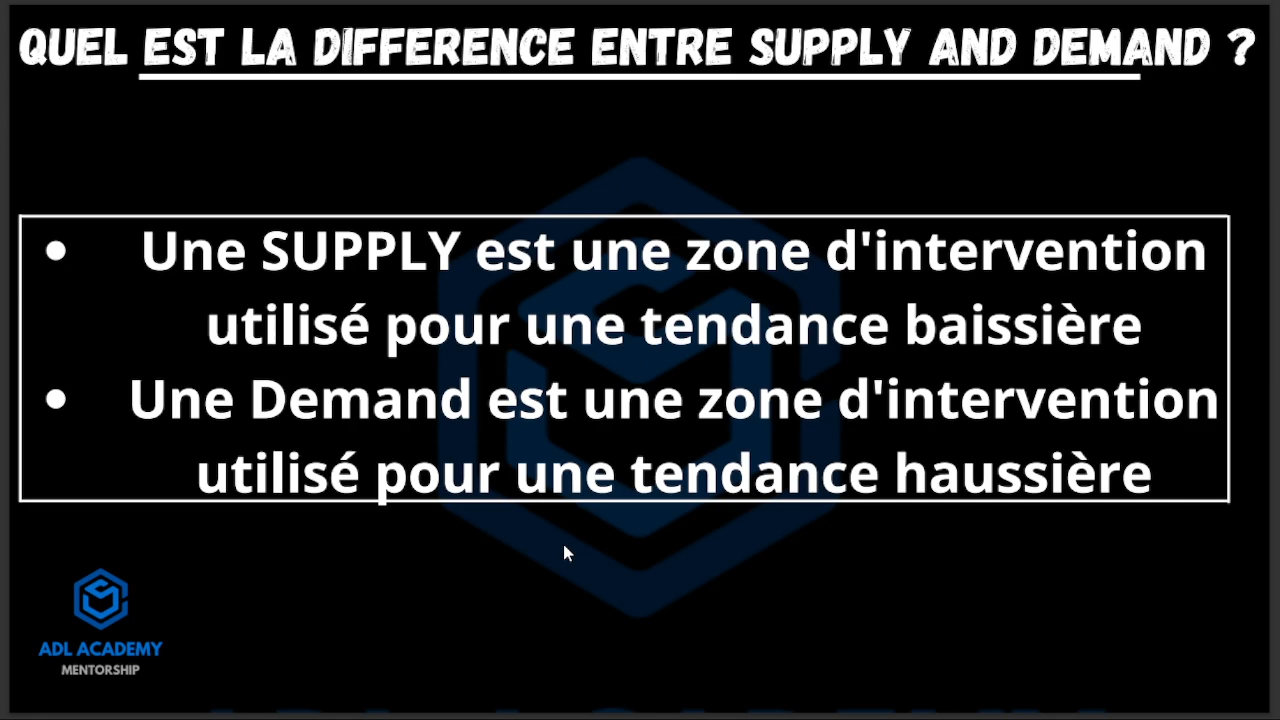 QUEL EST LA DIFFERENCE ENTRE SUPPLY AND DEMAND ?
• Une SUPPLY est une zone d'intervention
utilisé pour une tendance baissière
• Une Demand est une zone d'intervention
utilisé pour une tendance haussière
ADL ACADEMY
MENTORSHIP